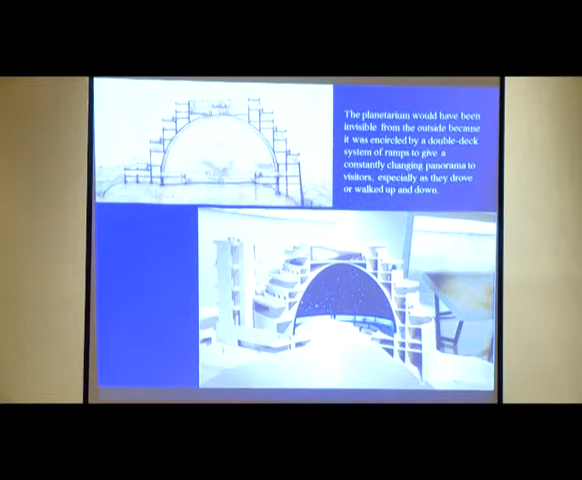 The planetarium would have been
invisible from the outside because
it was encircled by a double-deck
system of ramps to give a
constantly changing panorama to
visitors, especially as they drove
or walked up and down.